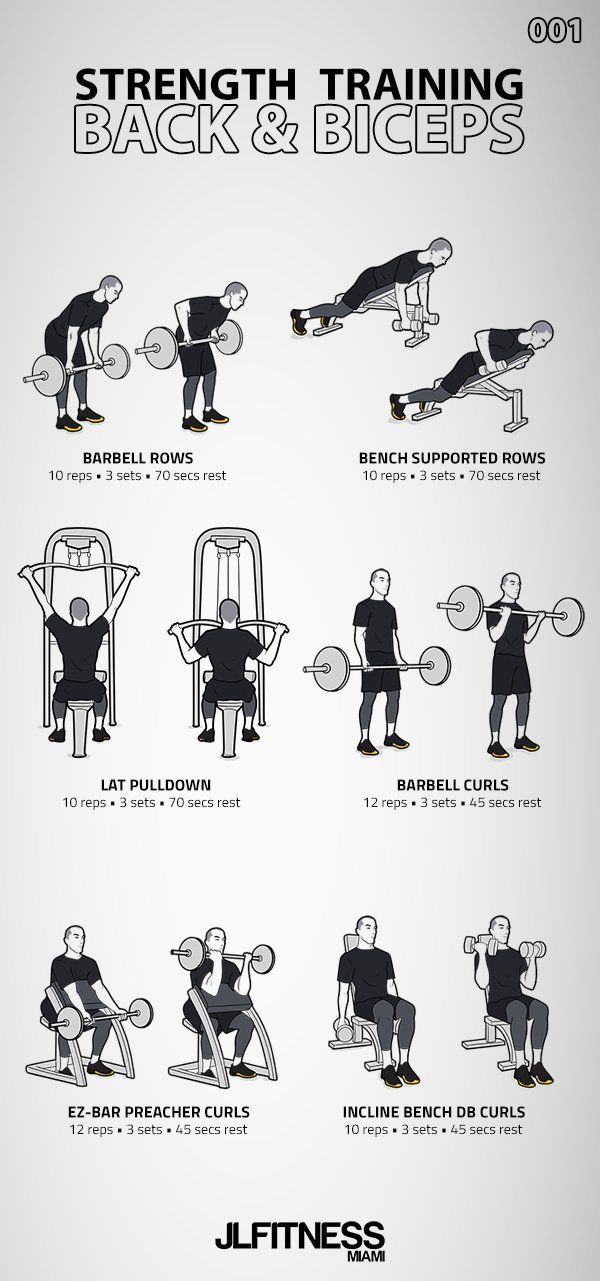 001
STRENGTH TRAINING
BACK & BICEPS
BARBELL ROWS
10 reps ▪ 3 sets ▪ 70 secs rest
BENCH SUPPORTED ROWS
10 reps ▪ 3 sets ▪ 70 secs rest
LAT PULLDOWN
10 reps ▪ 3 sets ▪ 70 secs rest
BARBELL CURLS
12 reps ▪ 3 sets ▪ 45 secs rest
EZ-BAR PREACHER CURLS
12 reps ▪ 3 sets ▪ 45 secs rest
INCLINE BENCH DB CURLS
10 reps ▪ 3 sets ▪ 45 secs rest
JLFITNESS
MIAMI